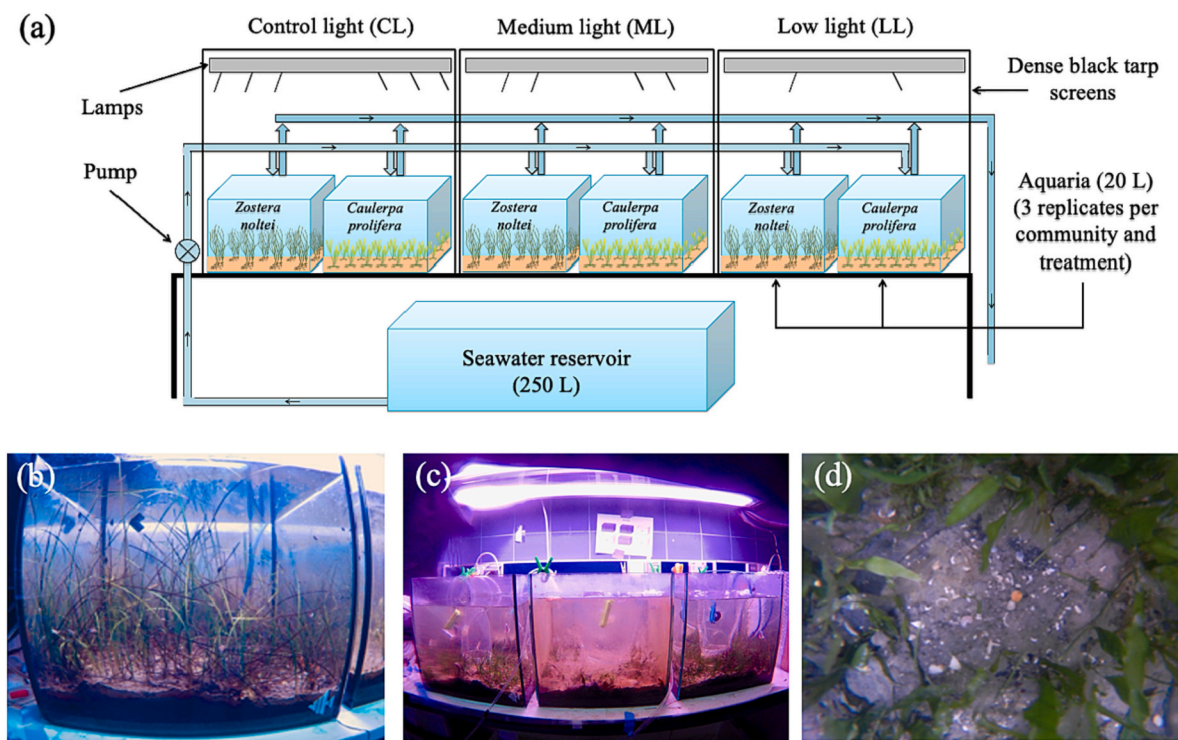 (a)
Control light (CL)
Medium light (ML)
Low light (LL)
Lamps
Dense black tarp
screens
Pump
Zostera
noltei
Caulerpa
prolifera
Zostera
noltei
Caulerpa
prolifera
Zostera
noltei
Caulerpa
prolifera
Aquaria (20 L)
(3 replicates per
community and
treatment)
Seawater reservoir
(250 L)
(b)
(c)
(d)